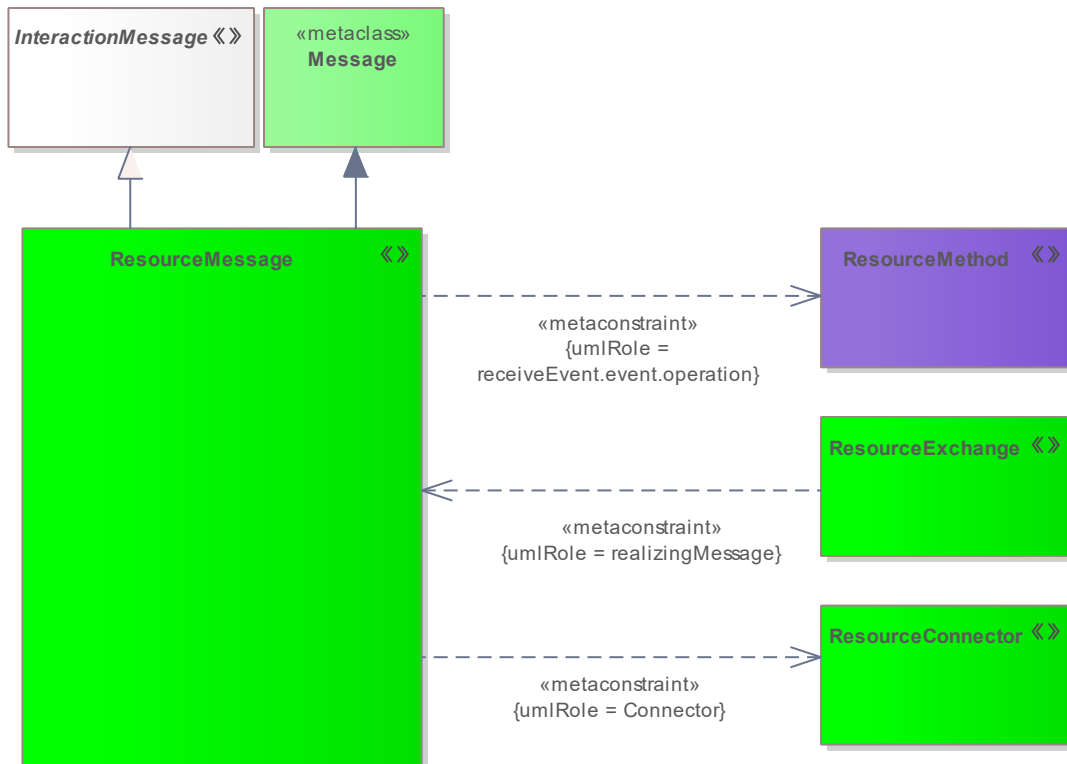 InteractionMessage «»
«metaclass»
Message
ResourceMessage «»
ResourceMethod «»
«metaconstraint»
{umlRole =
receiveEvent.event.operation}
ResourceExchange «»
«metaconstraint»
{umlRole = realizingMessage}
ResourceConnector «»
«metaconstraint»
{umlRole = Connector}